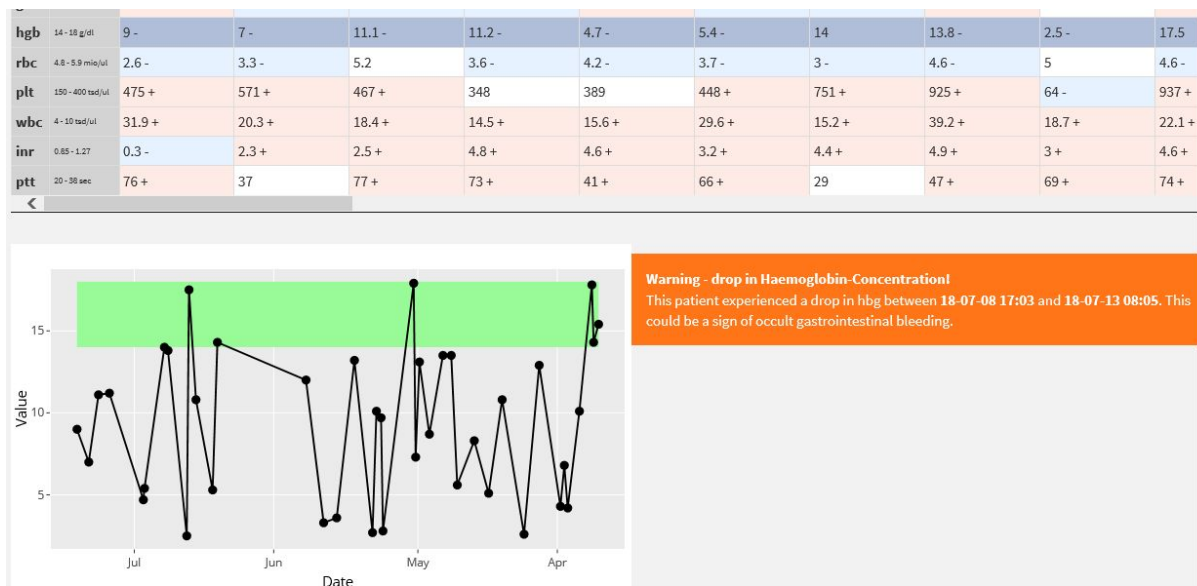 hgb 14 - 18 g/dl 9 - 7 - 11.1 - 11.2 - 4.7 - 5.4 - 14 13.8 - 2.5 - 17.5
rbc 4.8 - 5.9 mio/ul 2.6 - 3.3 - 5.2 3.6 - 4.2 - 3.7 - 3 - 4.6 - 5 4.6 -
plt 150 - 400 tsd/ul 475 + 571 + 467 + 348 389 448 + 751 + 925 + 64 - 937 +
wbc 4 - 10 tsd/ul 31.9 + 20.3 + 18.4 + 14.5 + 15.6 + 29.6 + 15.2 + 39.2 + 18.7 + 22.1 +
inr 0.85 - 1.27 0.3 - 2.3 + 2.5 + 4.8 + 4.6 + 3.2 + 4.4 + 4.9 + 3 + 4.6 +
ptt 20 - 38 sec 76 + 37 77 + 73 + 41 + 66 + 29 47 + 69 + 74 +
Warning - drop in Haemoglobin-Concentration!
This patient experienced a drop in hbg between 18-07-08 17:03 and 18-07-13 08:05. This
could be a sign of occult gastrointestinal bleeding.
15
10
5
Value
Jul Jun May Apr
Date